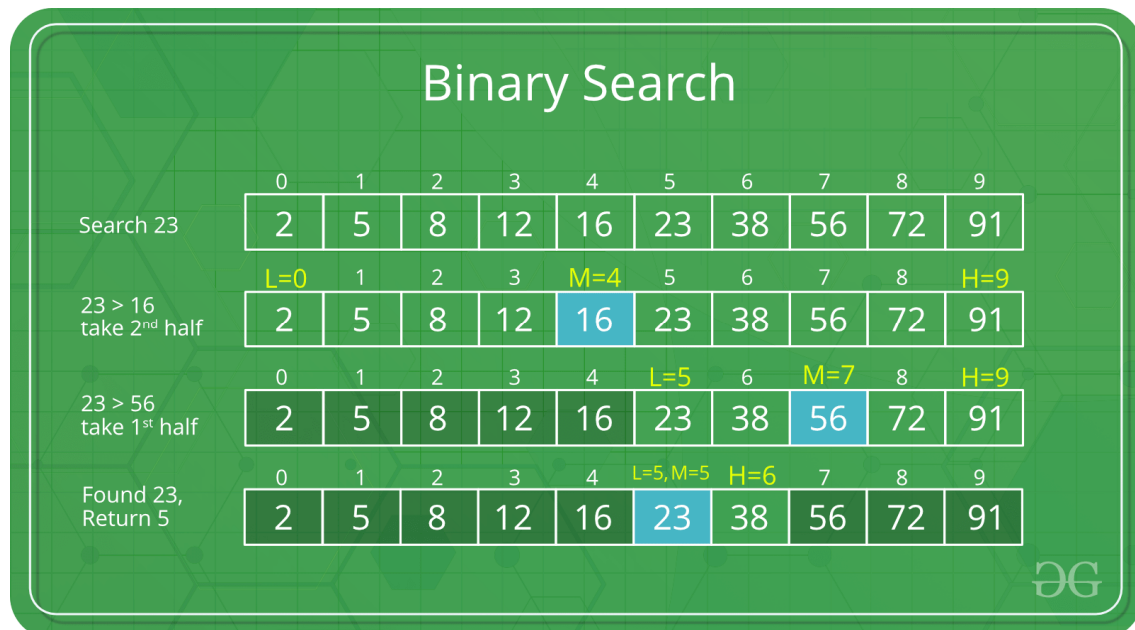 Binary Search
0 1 2 3 4 5 6 7 8 9
Search 23
2 5 8 12 16 23 38 56 72 91
L=0 1 2 3 M=4 5 6 7 8 H=9
23 > 16
take 2nd half
2 5 8 12 16 23 38 56 72 91
0 1 2 3 4 L=5 6 M=7 8 H=9
23 > 56
take 1st half
2 5 8 12 16 23 38 56 72 91
0 1 2 3 4 L=5, M=5 H=6 7 8 9
Found 23,
Return 5
2 5 8 12 16 23 38 56 72 91